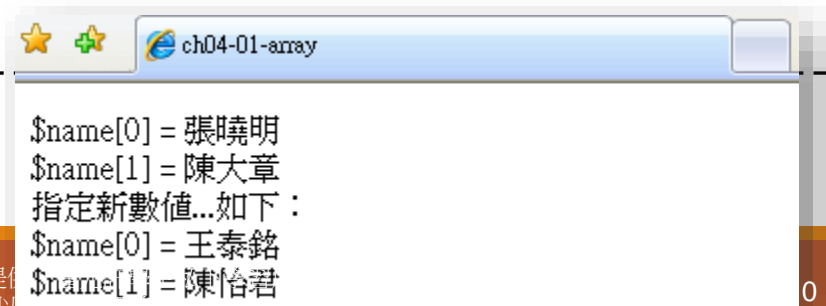 ch04-01-array
$name[0] = 張曉明
$name[1] = 陳大章
指定新數值...如下：
$name[0] = 王泰銘
$name[1] = 陳怡君
0